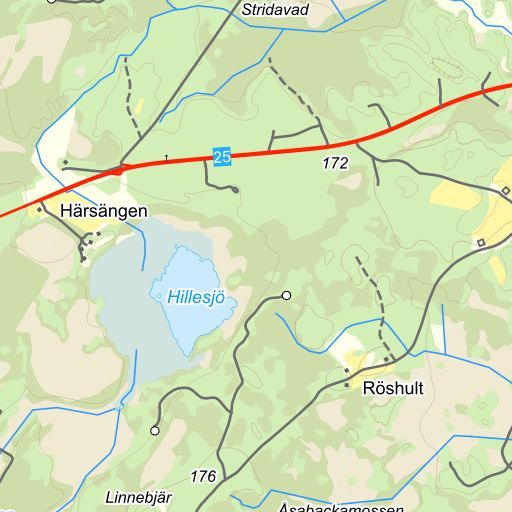 Stridavad
25
172
Härsängen
Hillesjö
Röshult
176
Linnebjär
Åsabackamossen